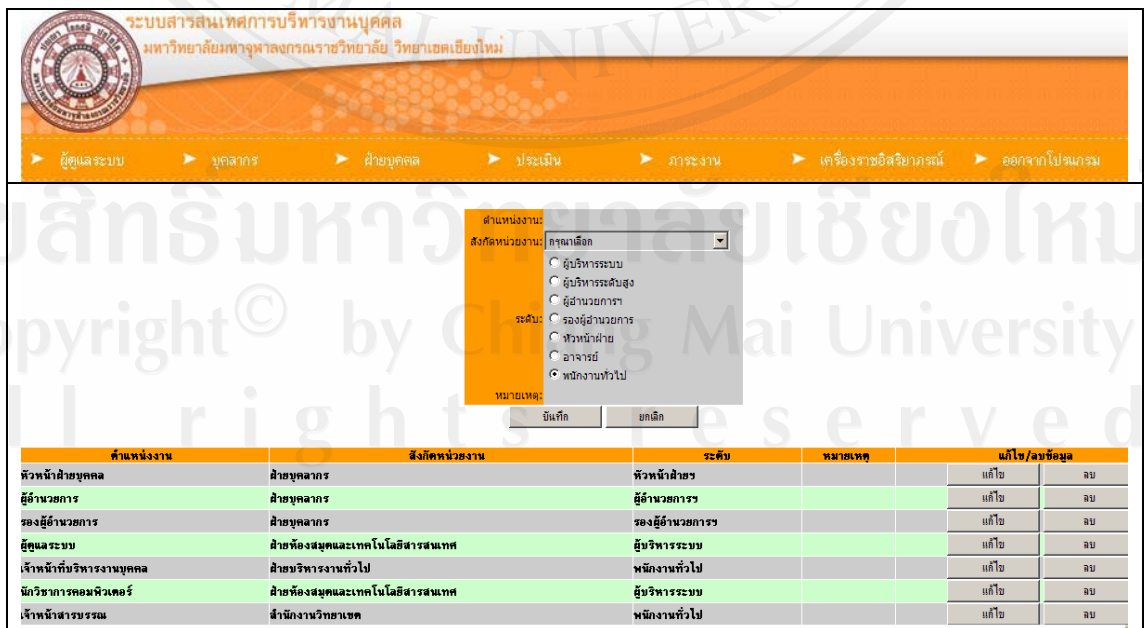 ระบบสารสนเทศการบริหารงานบุคคล
มหาวิทยาลัยมหาจุฬาลงกรณราชวิทยาลัย วิทยาเขตเชียงใหม่
ผู้ดูแลระบบ บุคลากร ฝ่ายบุคคล ประเมิน ภาระงาน เครื่องราชอิสริยาภรณ์ ออกจากโปรแกรม
ตำแหน่งงาน:
สังกัดหน่วยงาน: กรุณาเลือก
ระดับ:
ผู้บริหารระบบ
ผู้บริหารระดับสูง
ผู้อำนวยการฯ
รองผู้อำนวยการ
หัวหน้าฝ่าย
อาจารย์
พนักงานทั่วไป
หมายเหตุ:
บันทึก ยกเลิก
ตำแหน่งงาน สังกัดหน่วยงาน ระดับ หมายเหตุ แก้ไข/ลบข้อมูล
หัวหน้าฝ่ายบุคคล ฝ่ายบุคลากร หัวหน้าฝ่ายฯ แก้ไข ลบ
ผู้อำนวยการ ฝ่ายบุคลากร ผู้อำนวยการฯ แก้ไข ลบ
รองผู้อำนวยการ ฝ่ายบุคลากร รองผู้อำนวยการฯ แก้ไข ลบ
ผู้ดูแลระบบ ฝ่ายห้องสมุดและเทคโนโลยีสารสนเทศ ผู้บริหารระบบ แก้ไข ลบ
เจ้าหน้าที่บริหารงานบุคคล ฝ่ายบริหารงานทั่วไป พนักงานทั่วไป แก้ไข ลบ
นักวิชาการคอมพิวเตอร์ ฝ่ายห้องสมุดและเทคโนโลยีสารสนเทศ ผู้บริหารระบบ แก้ไข ลบ
เจ้าหน้าสารบรรณ สำนักงานวิทยาเขต พนักงานทั่วไป แก้ไข ลบ
MAI UNIVER
ยสิทธิมหาวิทยาลัยเชียงใหม
opyright© by Chiang Mai University
ll rights reserved